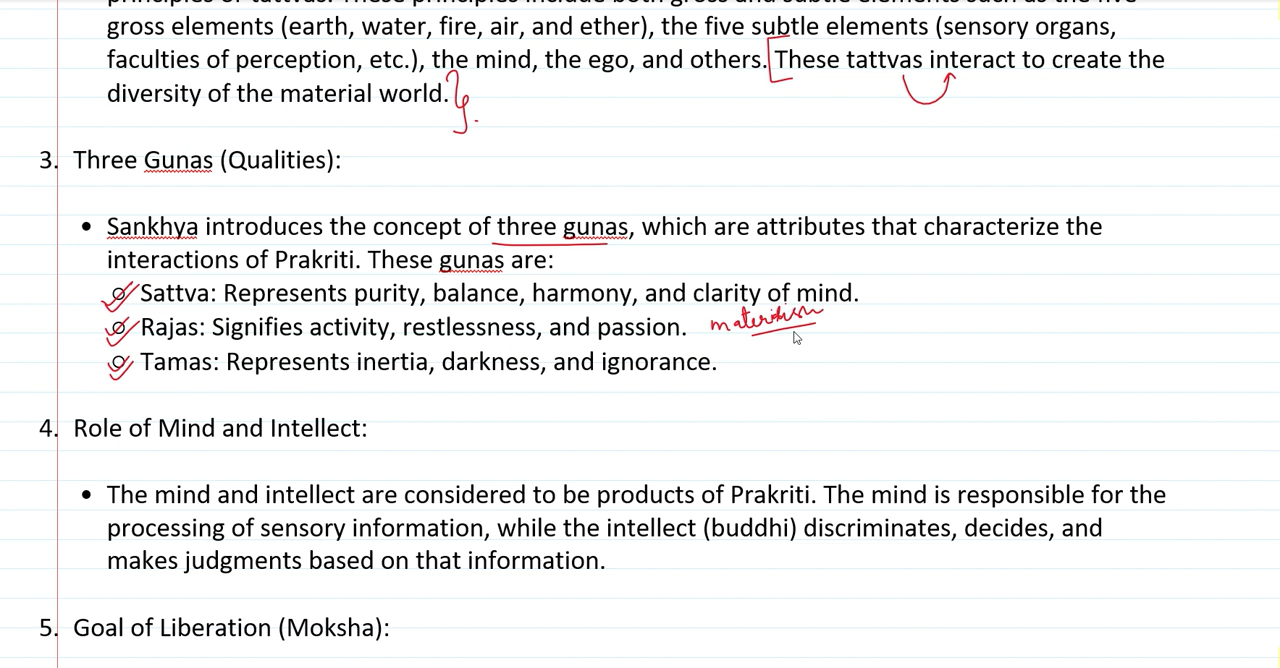 gross elements (earth, water, fire, air, and ether), the five subtle elements (sensory organs,
faculties of perception, etc.), the mind, the ego, and others. These tattvas interact to create the
diversity of the material world.
3. Three Gunas (Qualities):
• Sankhya introduces the concept of three gunas, which are attributes that characterize the
interactions of Prakriti. These gunas are:
Sattva: Represents purity, balance, harmony, and clarity of mind.
Rajas: Signifies activity, restlessness, and passion.
Tamas: Represents inertia, darkness, and ignorance.
4. Role of Mind and Intellect:
• The mind and intellect are considered to be products of Prakriti. The mind is responsible for the
processing of sensory information, while the intellect (buddhi) discriminates, decides, and
makes judgments based on that information.
5. Goal of Liberation (Moksha):